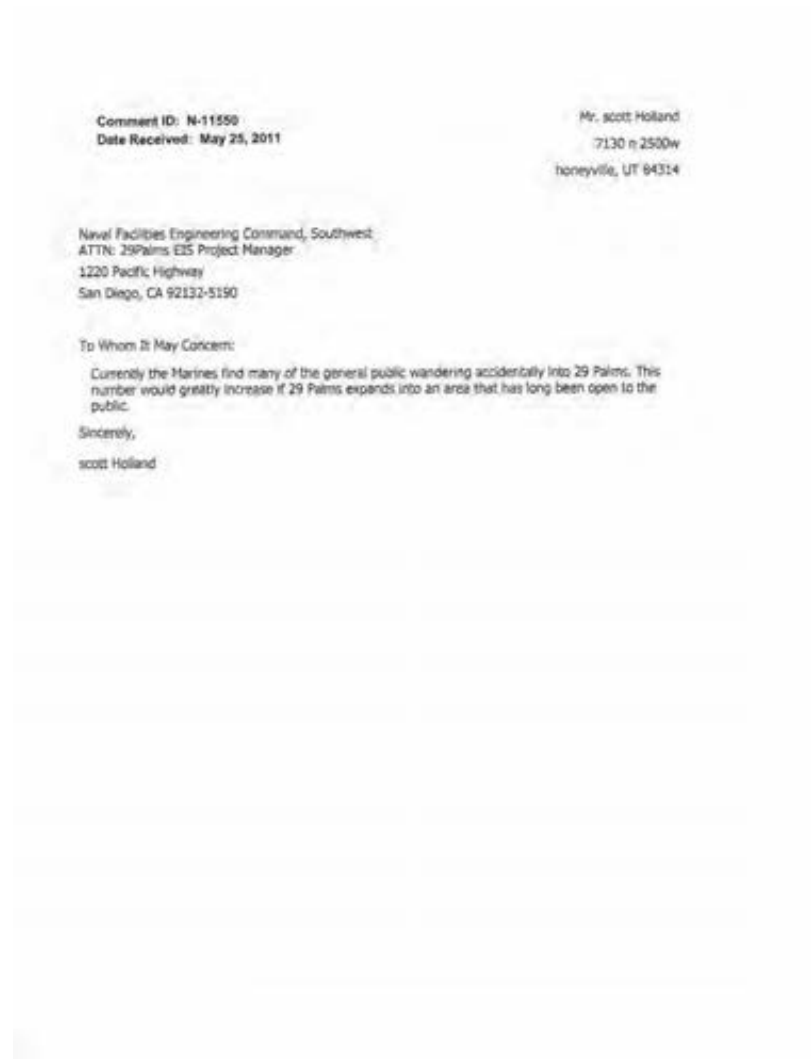 Comment ID: N-11550
Date Received: May 25, 2011
Mr. scott Holland
7130 n 2500w
honeyville, UT 84314
Naval Facilities Engineering Command, Southwest
ATTN: 29Palms EIS Project Manager
1220 Pacific Highway
San Diego, CA 92132-5190
To Whom It May Concern:
Currently the Marines find many of the general public wandering accidentally into 29 Palms. This
number would greatly increase if 29 Palms expands into an area that has long been open to the
public.
Sincerely,
scott Holland